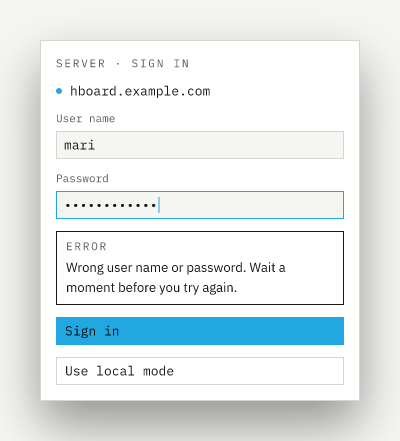 SERVER · SIGN IN
hboard.example.com
User name
mari
Password
••••••••••••
ERROR
Wrong user name or password. Wait a
moment before you try again.
Sign in
Use local mode